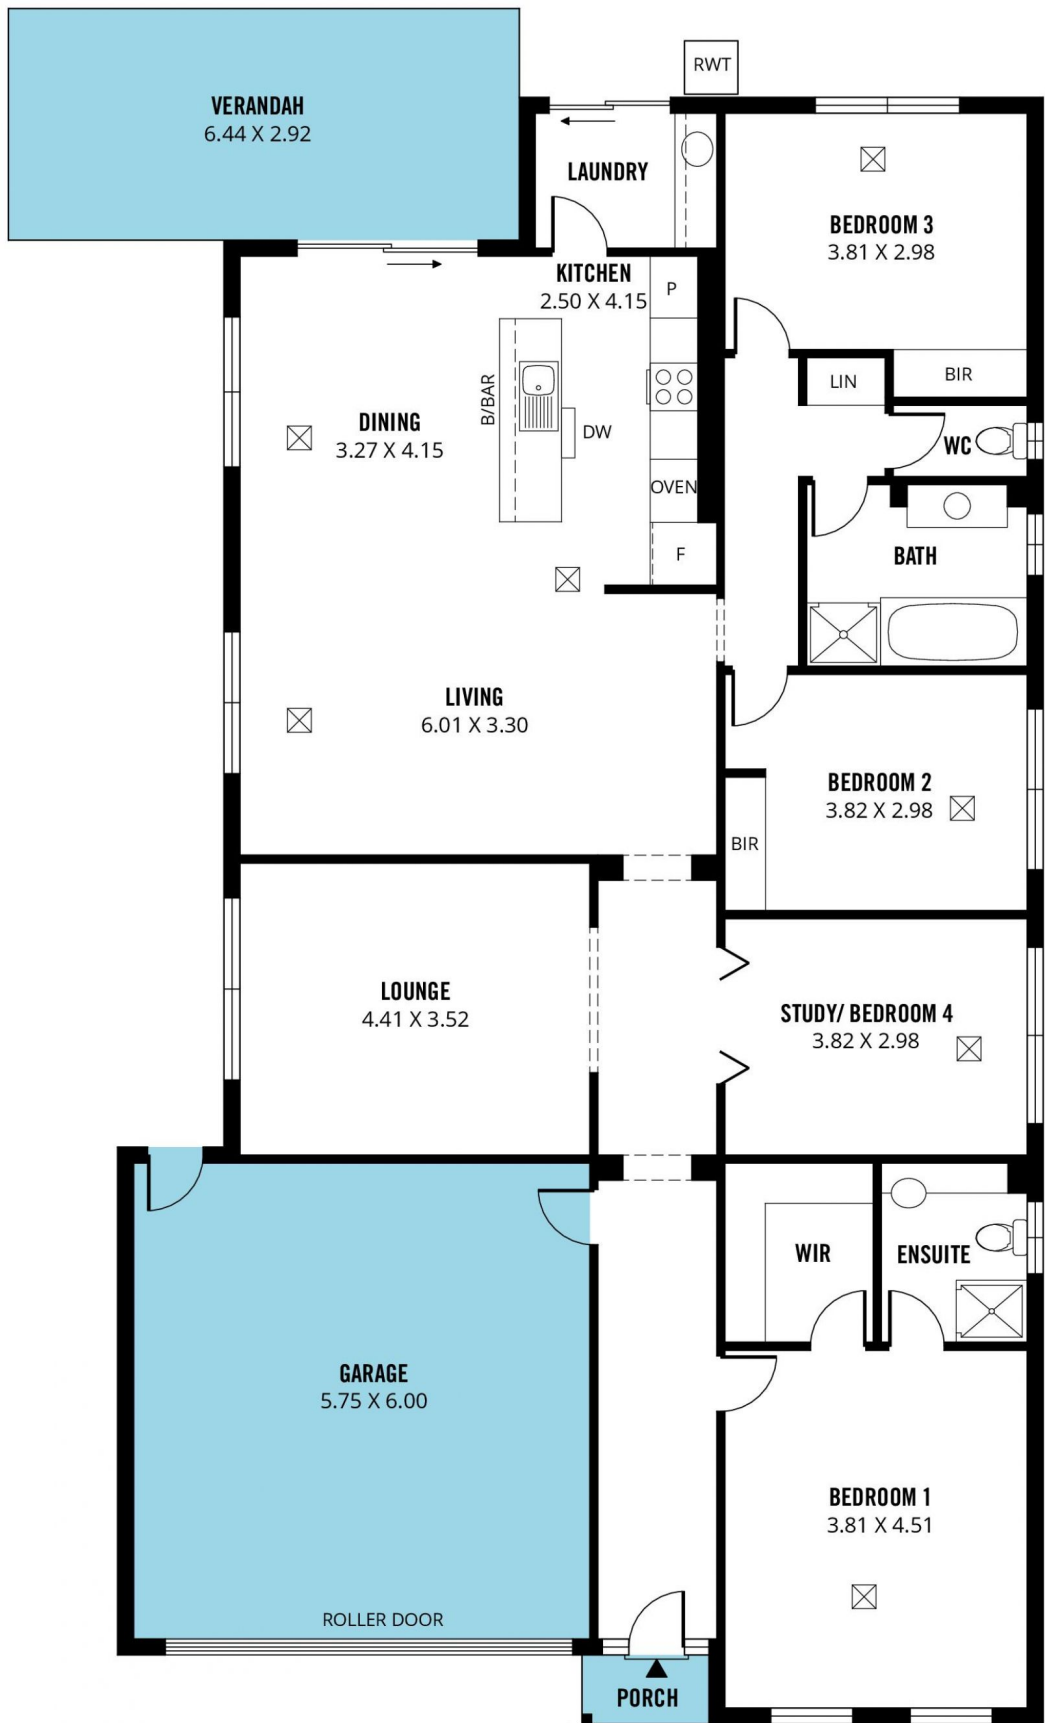 RWT
VERANDAH
6.44 X 2.92
LAUNDRY
BEDROOM 3
3.81 X 2.98
KITCHEN
2.50 X 4.15
P
LIN
BIR
B/BAR
DINING
3.27 X 4.15
DW
WC
OVEN
F
BATH
LIVING
6.01 X 3.30
BEDROOM 2
3.82 X 2.98
BIR
LOUNGE
4.41 X 3.52
STUDY/ BEDROOM 4
3.82 X 2.98
WIR
ENSUITE
GARAGE
5.75 X 6.00
BEDROOM 1
3.81 X 4.51
ROLLER DOOR
PORCH